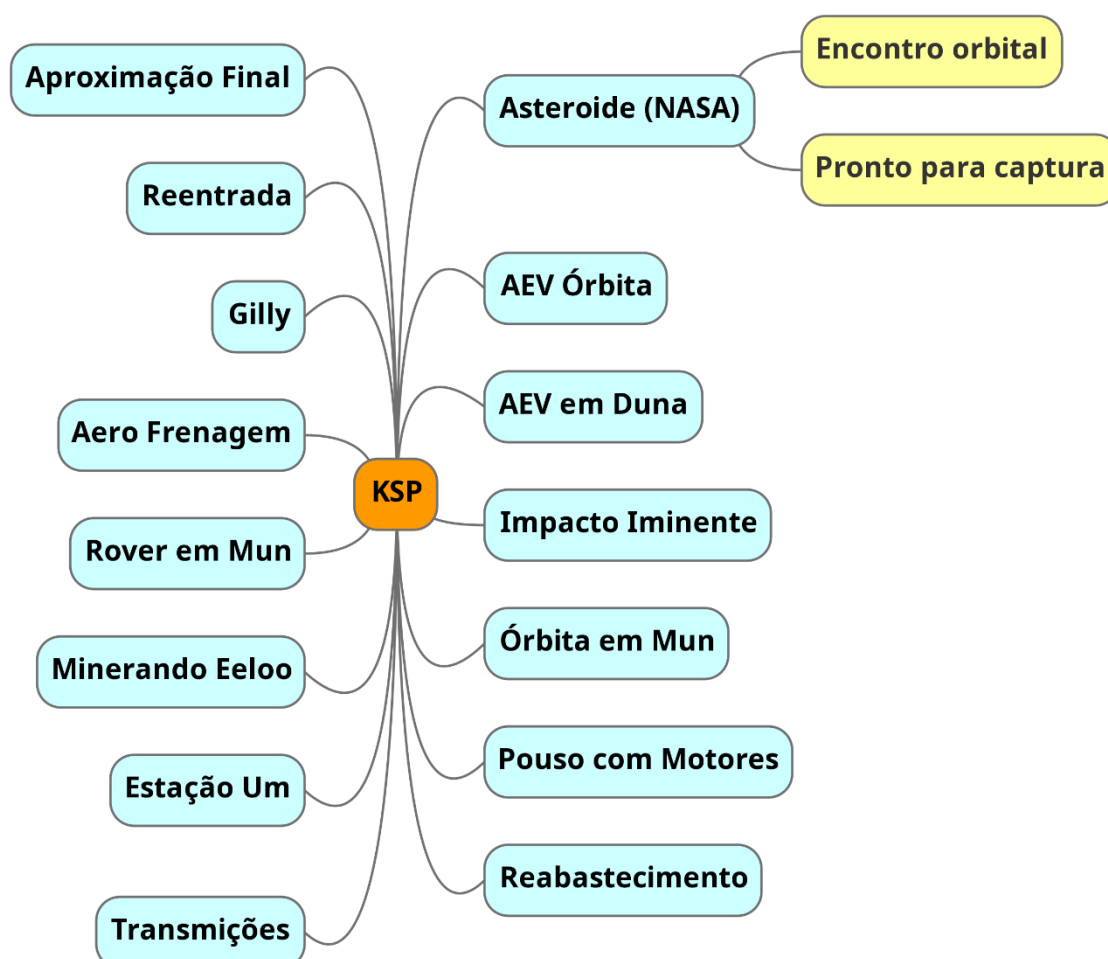 Aproximação Final
Reentrada
Gilly
Aero Frenagem
Rover em Mun
Minerando Eeloo
Estação Um
Transmições
KSP
Asteroide (NASA)
Encontro orbital
Pronto para captura
AEV Órbita
AEV em Duna
Impacto Iminente
Órbita em Mun
Pouso com Motores
Reabastecimento